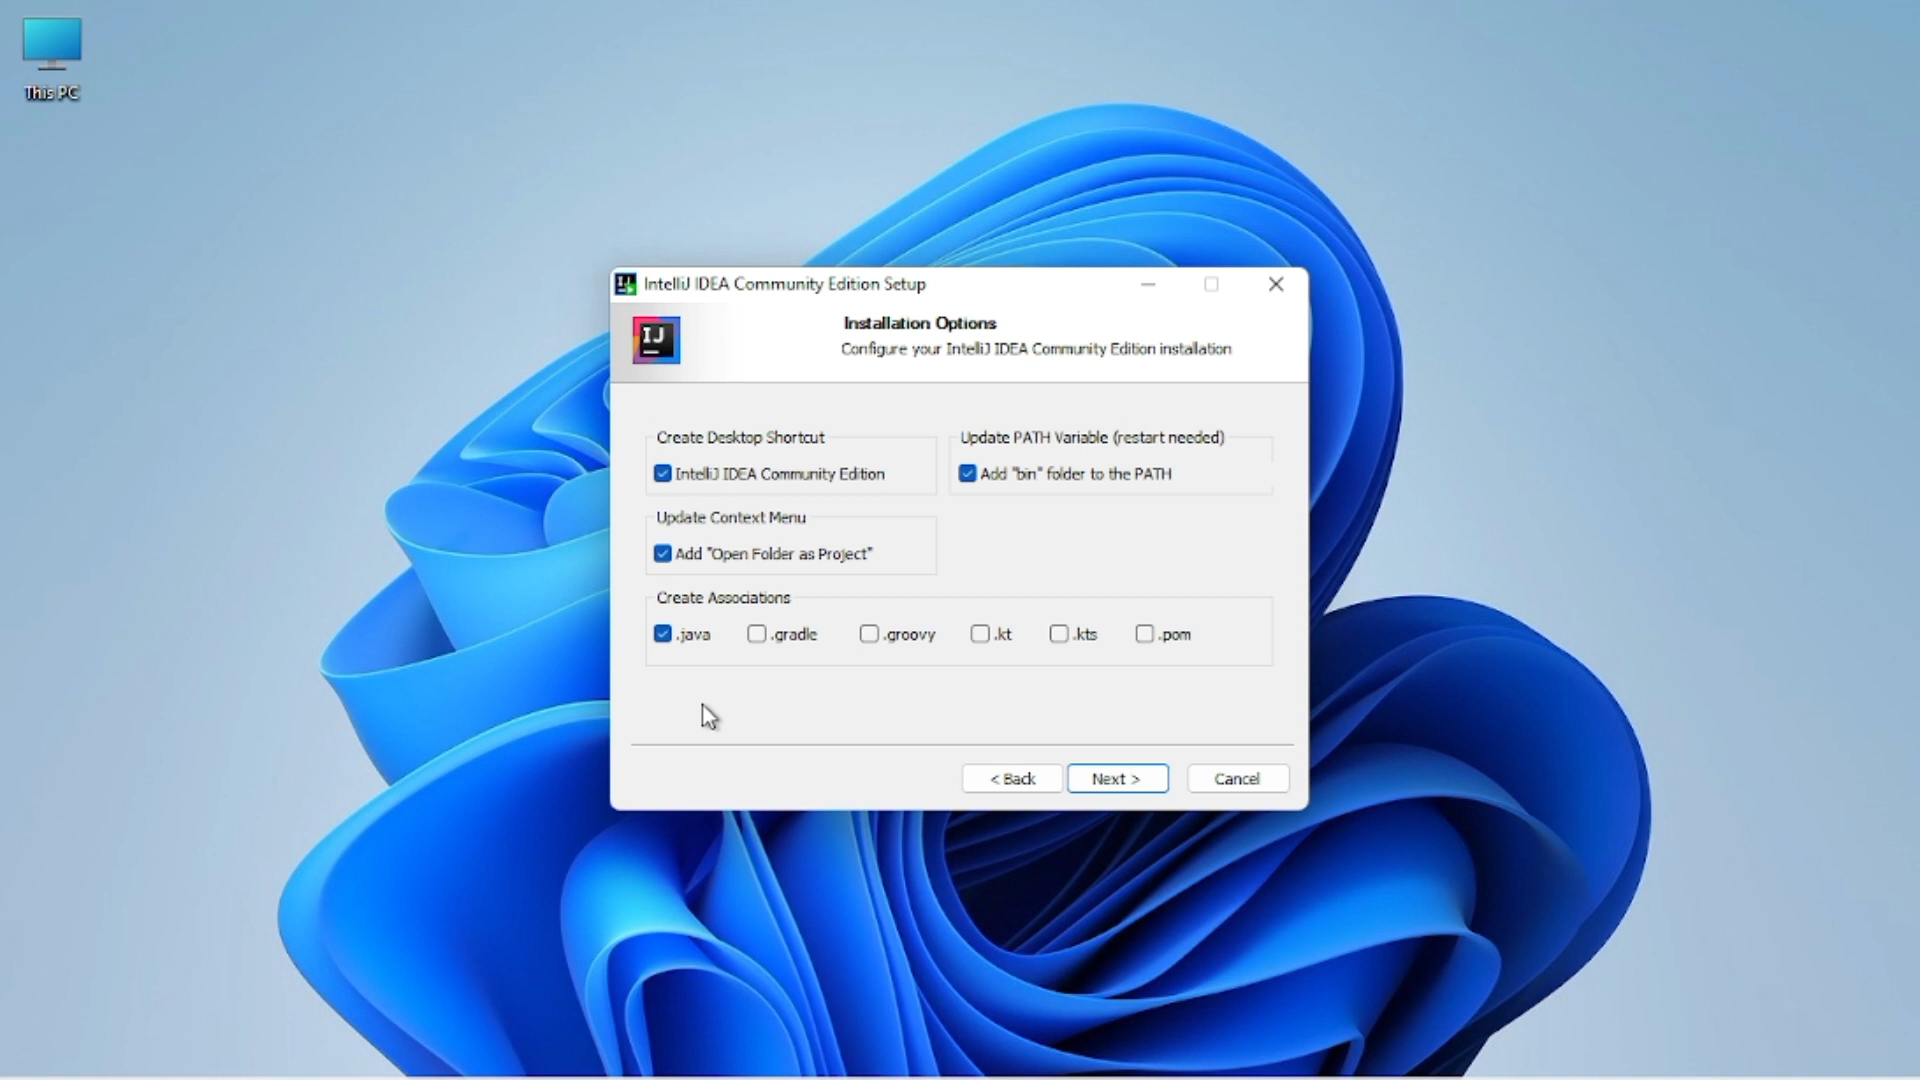 This PC
IntelliJ IDEA Community Edition Setup
IJ
Installation Options
Configure your IntelliJ IDEA Community Edition installation
Create Desktop Shortcut
IntelliJ IDEA Community Edition
Update PATH Variable (restart needed)
Add "bin" folder to the PATH
Update Context Menu
Add "Open Folder as Project"
Create Associations
.java .gradle .groovy .kt .kts .pom
< Back Next > Cancel